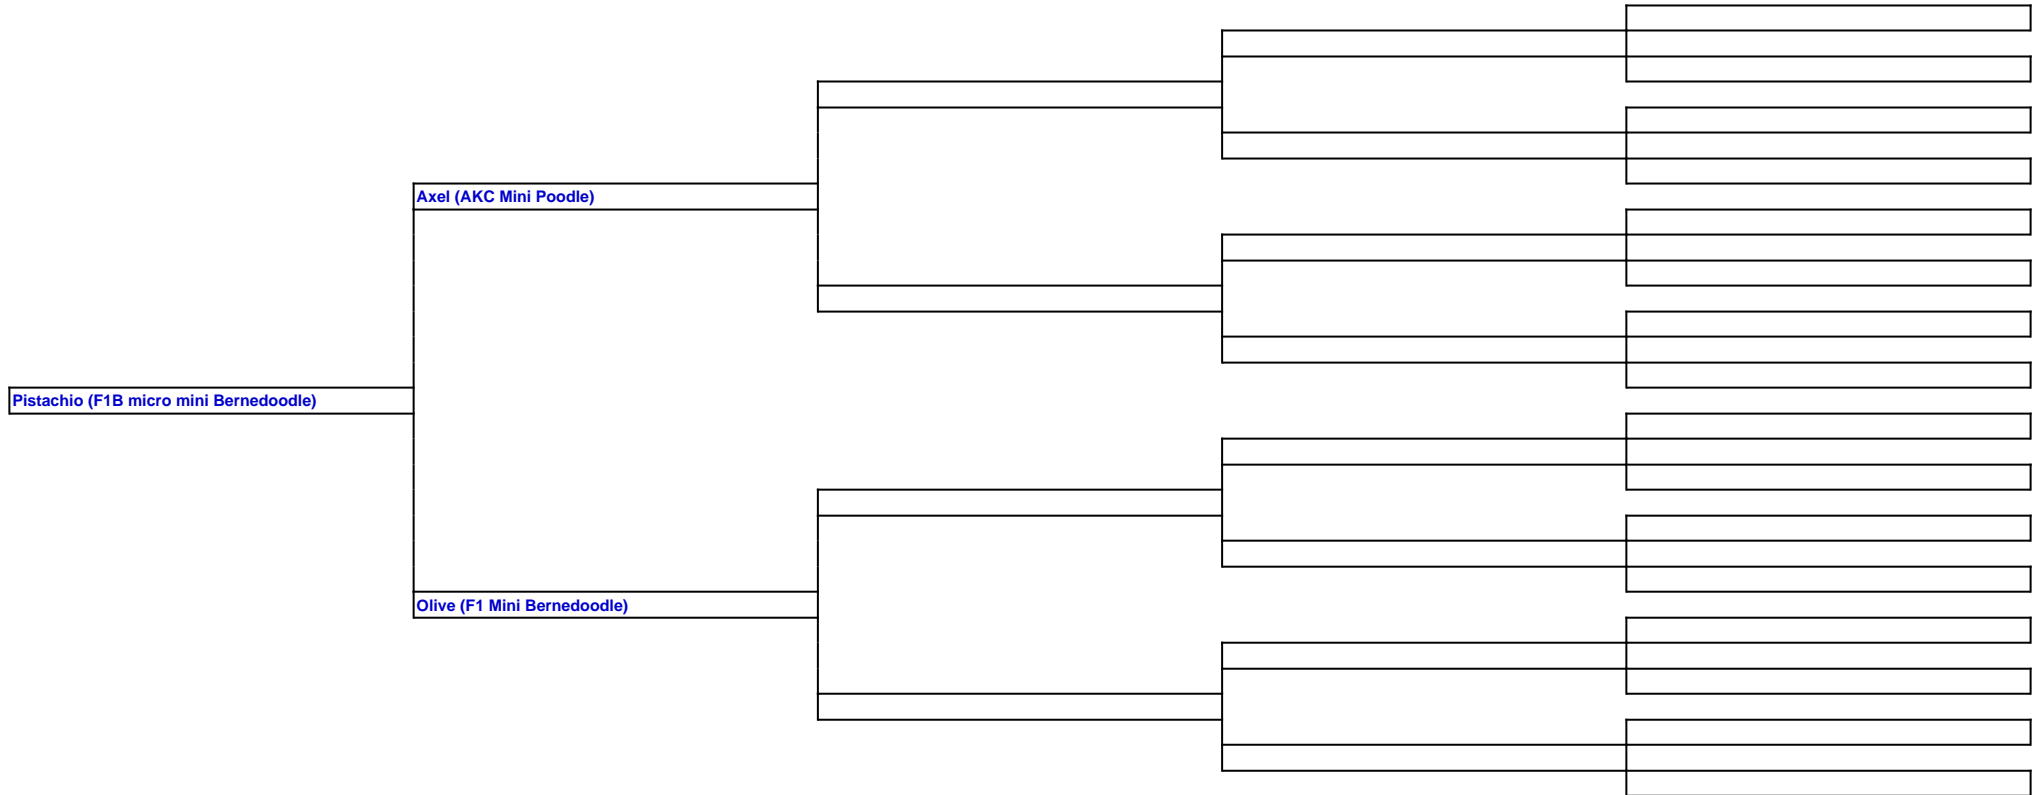 Axel (AKC Mini Poodle)
Pistachio (F1B micro mini Bernedoodle)
Olive (F1 Mini Bernedoodle)